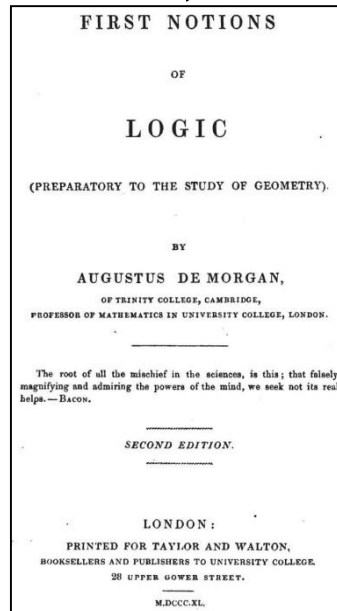 FIRST NOTIONS
OF
LOGIC
(PREPARATORY TO THE STUDY OF GEOMETRY).
BY
AUGUSTUS DE MORGAN,
OF TRINITY COLLEGE, CAMBRIDGE,
PROFESSOR OF MATHEMATICS IN UNIVERSITY COLLEGE, LONDON.
The root of all the mischief in the sciences, is this; that falsely
magnifying and admiring the powers of the mind, we seek not its real
helps.—BACON.
SECOND EDITION.
LONDON:
PRINTED FOR TAYLOR AND WALTON,
BOOKSELLERS AND PUBLISHERS TO UNIVERSITY COLLEGE.
28 UPPER GOWER STREET.
M.DCCC.XL.